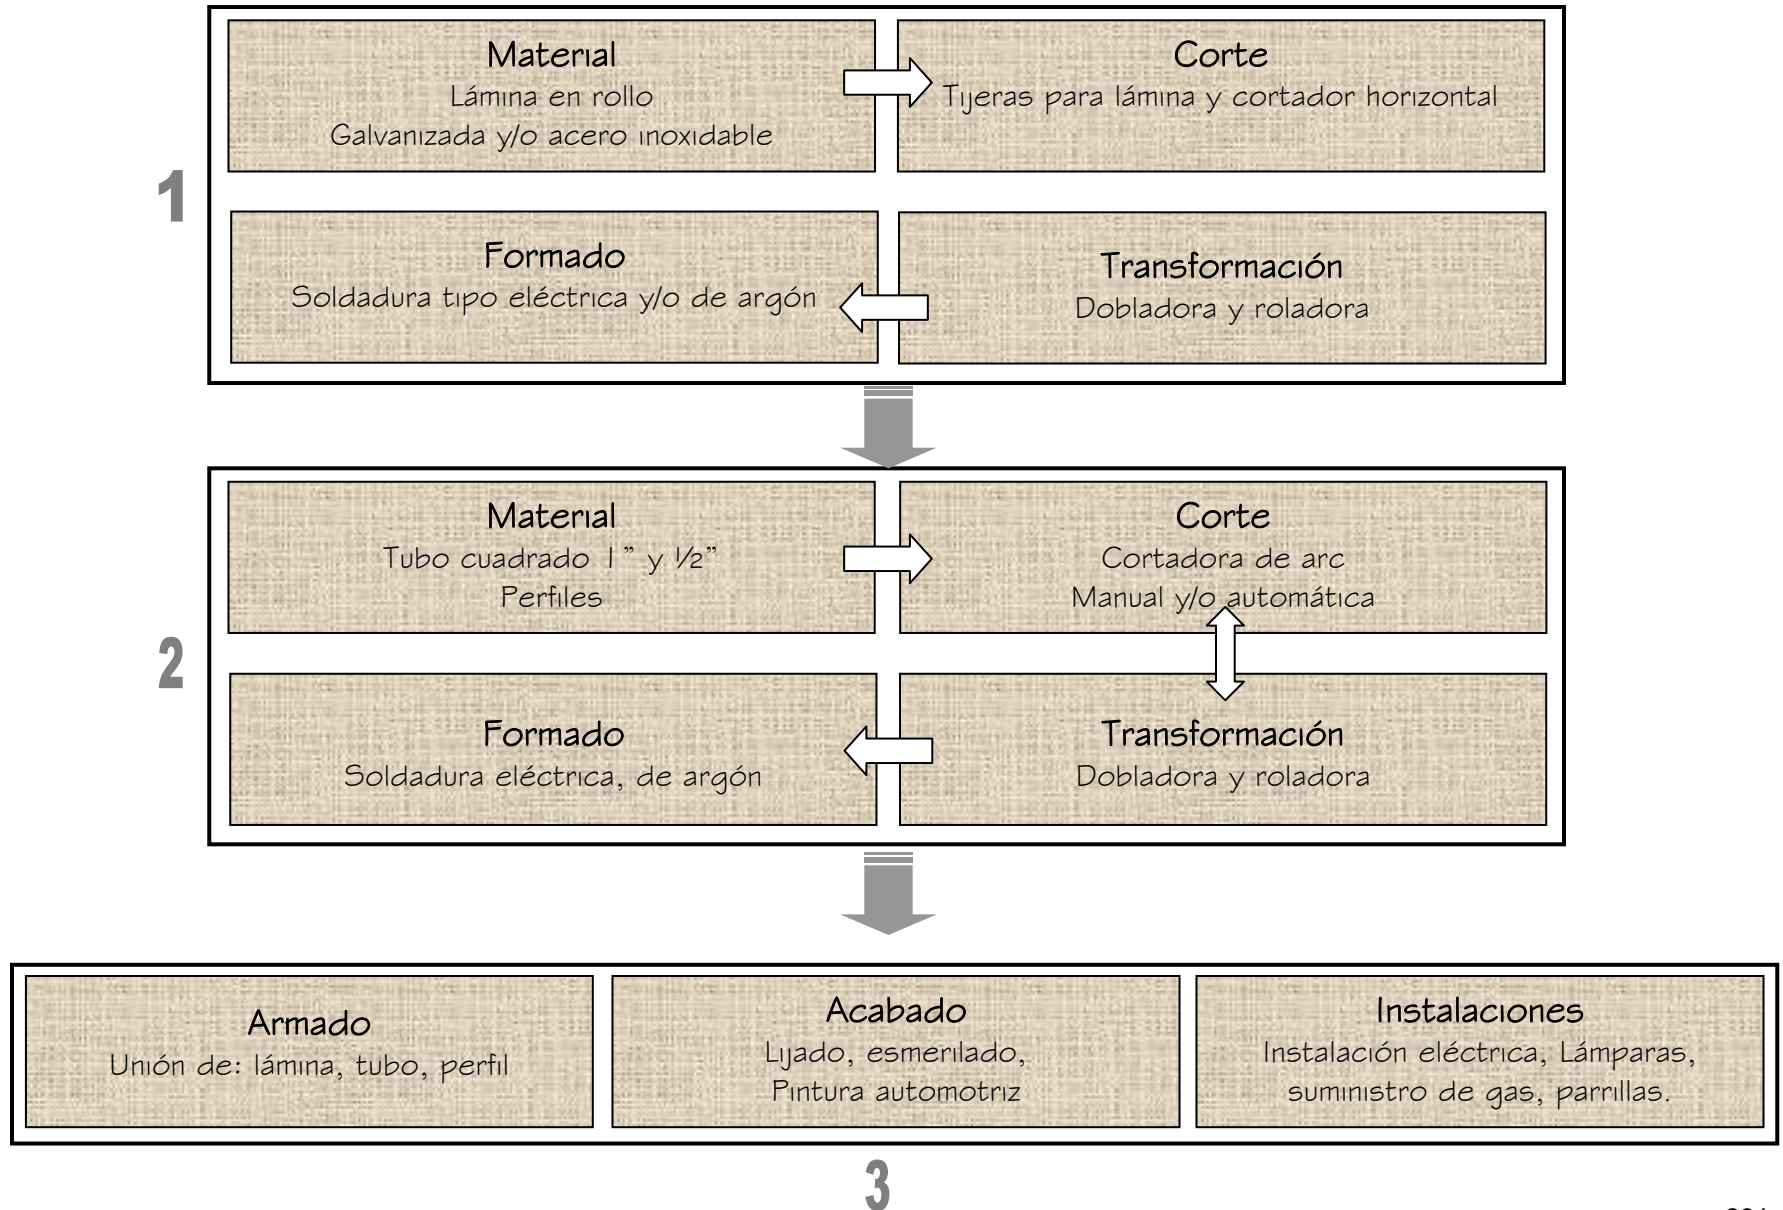 1
Material
Lámina en rollo
Galvanizada y/o acero inoxidable
Corte
Tijeras para lámina y cortador horizontal
Formado
Soldadura tipo eléctrica y/o de argón
Transformación
Dobladora y roladora
2
Material
Tubo cuadrado 1" y ½"
Perfiles
Corte
Cortadora de arc
Manual y/o automática
Formado
Soldadura eléctrica, de argón
Transformación
Dobladora y roladora
Armado
Unión de: lámina, tubo, perfil
Acabado
Lijado, esmerilado,
Pintura automotriz
Instalaciones
Instalación eléctrica, Lámparas,
suministro de gas, parrillas.
3